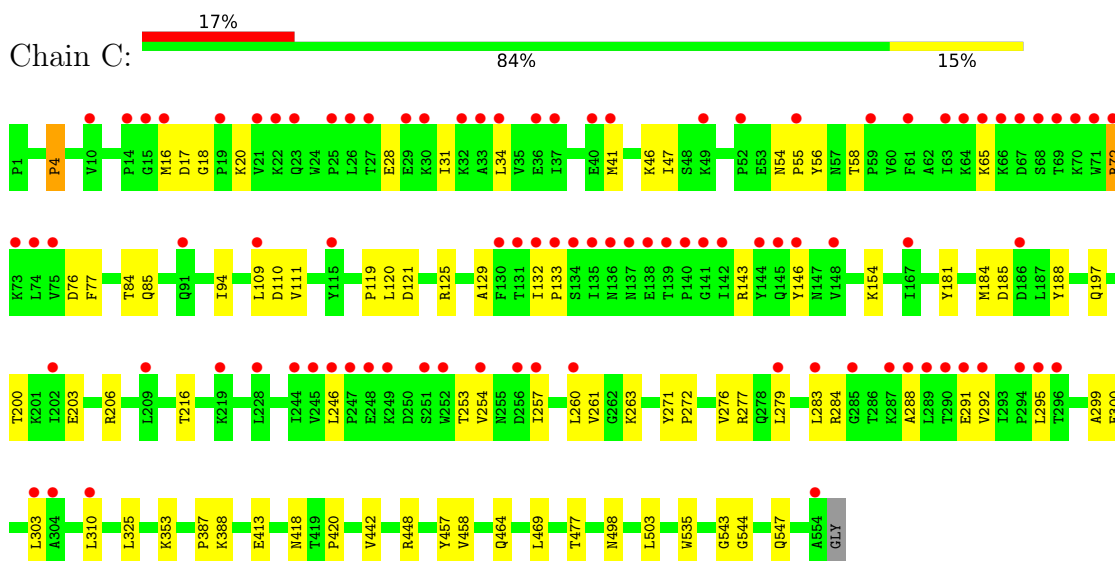 17%
Chain C:
84% 15%
P1 P4 V10 P14 G15 M16 D17 G18 P19 K20 V21 K22 Q23 W24 P25 L26 T27 E28 E29 K30 I31 K32 A33 L34 V35 E36 I37 E40 M41 K46 I47 S48 K49 P52 E53 N54 P55 Y56 N57 T58 P59 V60 F61 A62 I63 K64 K65 K66 D67 S68 T69 K70 W71 R72
K73 L74 V75 D76 F77 T84 Q85 Q91 I94 L109 D110 V111 Y115 P119 L120 D121 R125 A129 F130 T131 I132 P133 S134 I135 N136 N137 E138 T139 P140 G141 I142 R143 Y144 Q145 Y146 N147 V148 K154 I167 Y181 M184 D185 D186 L187 Y188 Q197
T200 K201 I202 E203 R206 L209 T216 K219 L228 I244 V245 L246 P247 E248 K249 D250 S251 W252 T253 V254 N255 D256 I257 L260 V261 G262 K263 Y271 P272 V276 R277 Q278 L279 L283 R284 G285 T286 K287 A288 L289 T290 E291 V292 I293 P294 L295 T296 A299
L303 A304 L310 L325 K353 P387 K388 E413 N418 T419 P420 V442 R448 Y457 V458 Q464 L469 T477 N498 L503 W535 G543 G544 Q547 A554 GLY